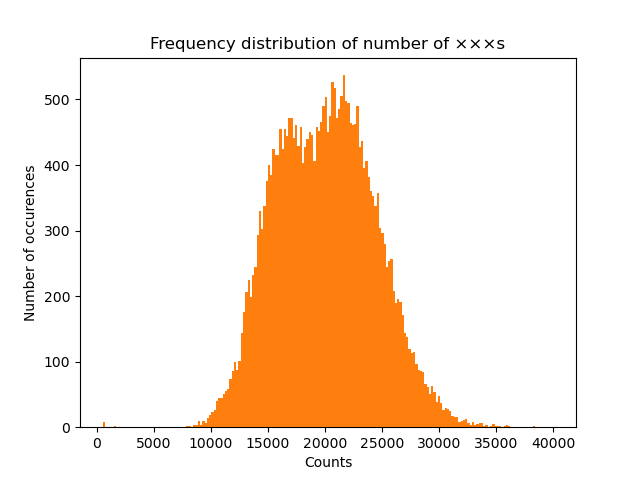 Frequency distribution of number of ×××s
500
400
300
200
100
0
Number of occurences
0 5000 10000 15000 20000 25000 30000 35000 40000
Counts